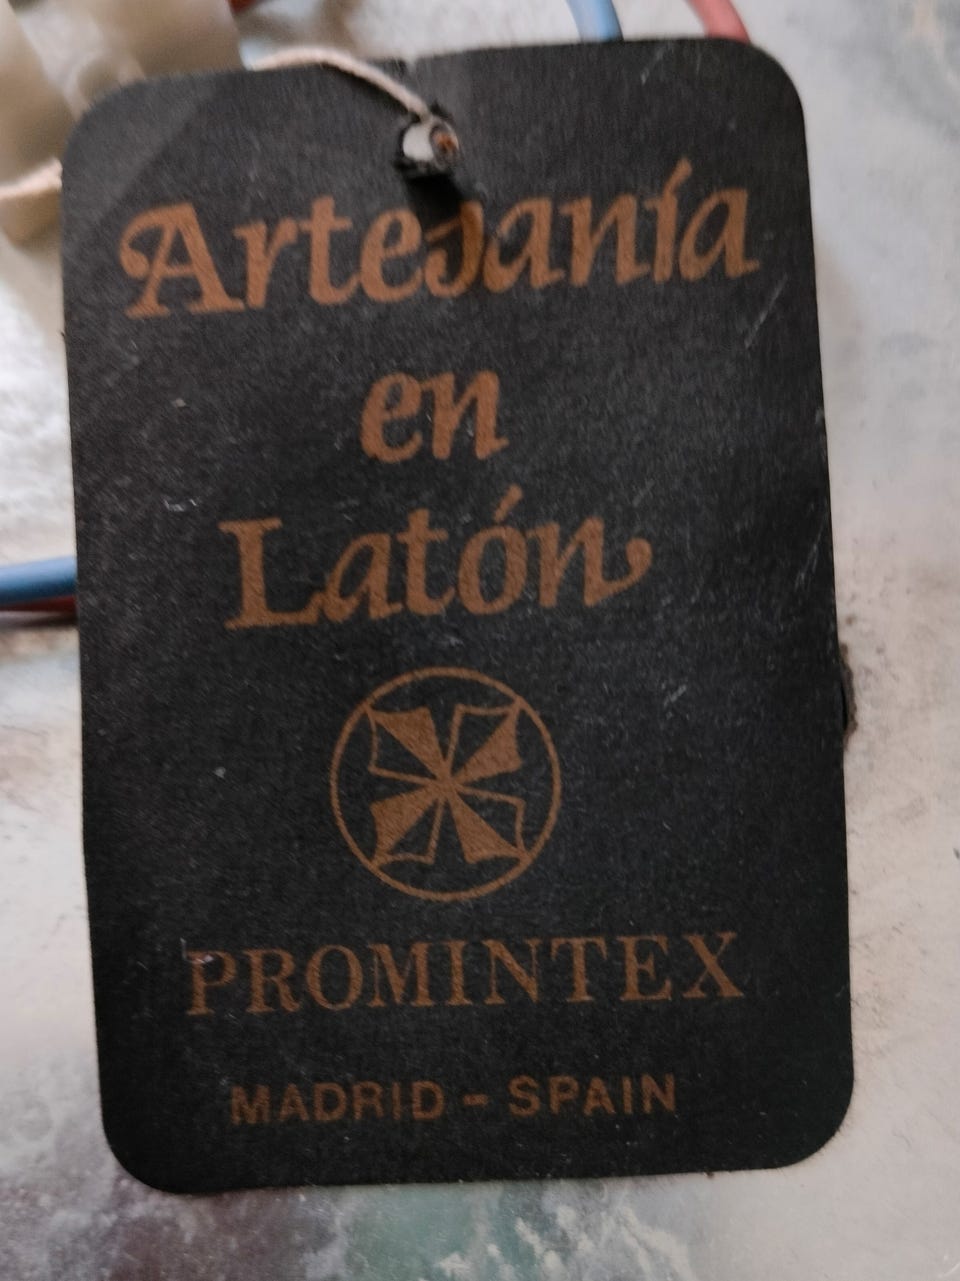 Artesanía
en
Latón
PROMINTEX
MADRID - SPAIN